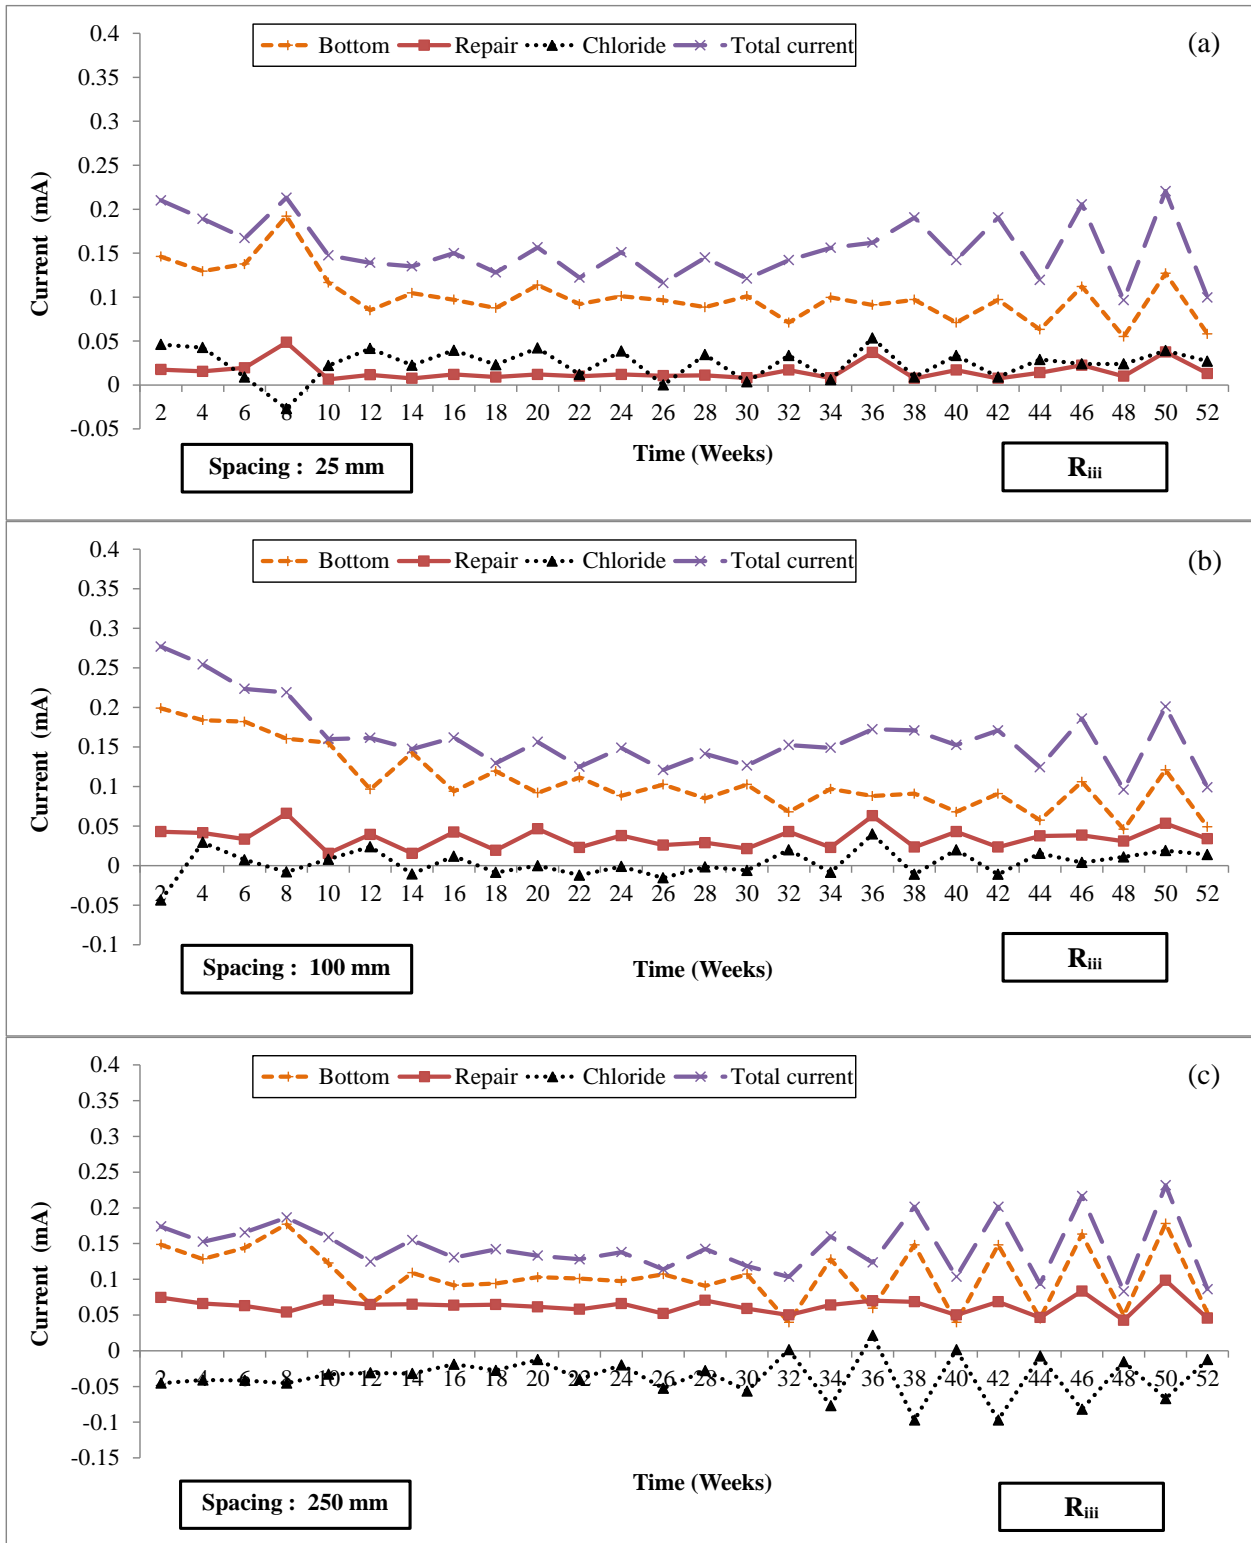 Bottom Repair Chloride Total current
(a)
0.4
0.35
0.3
0.25
0.2
0.15
0.1
0.05
0
-0.05
Current (mA)
2 4 6 8 10 12 14 16 18 20 22 24 26 28 30 32 34 36 38 40 42 44 46 48 50 52
Time (Weeks)
Spacing : 25 mm
Riii
Bottom Repair Chloride Total current
(b)
0.4
0.35
0.3
0.25
0.2
0.15
0.1
0.05
0
-0.05
-0.1
Current (mA)
2 4 6 8 10 12 14 16 18 20 22 24 26 28 30 32 34 36 38 40 42 44 46 48 50 52
Time (Weeks)
Spacing : 100 mm
Riii
Bottom Repair Chloride Total current
(c)
0.4
0.35
0.3
0.25
0.2
0.15
0.1
0.05
0
-0.05
-0.1
-0.15
Current (mA)
2 4 6 8 10 12 14 16 18 20 22 24 26 28 30 32 34 36 38 40 42 44 46 48 50 52
Time (Weeks)
Spacing : 250 mm
Riii